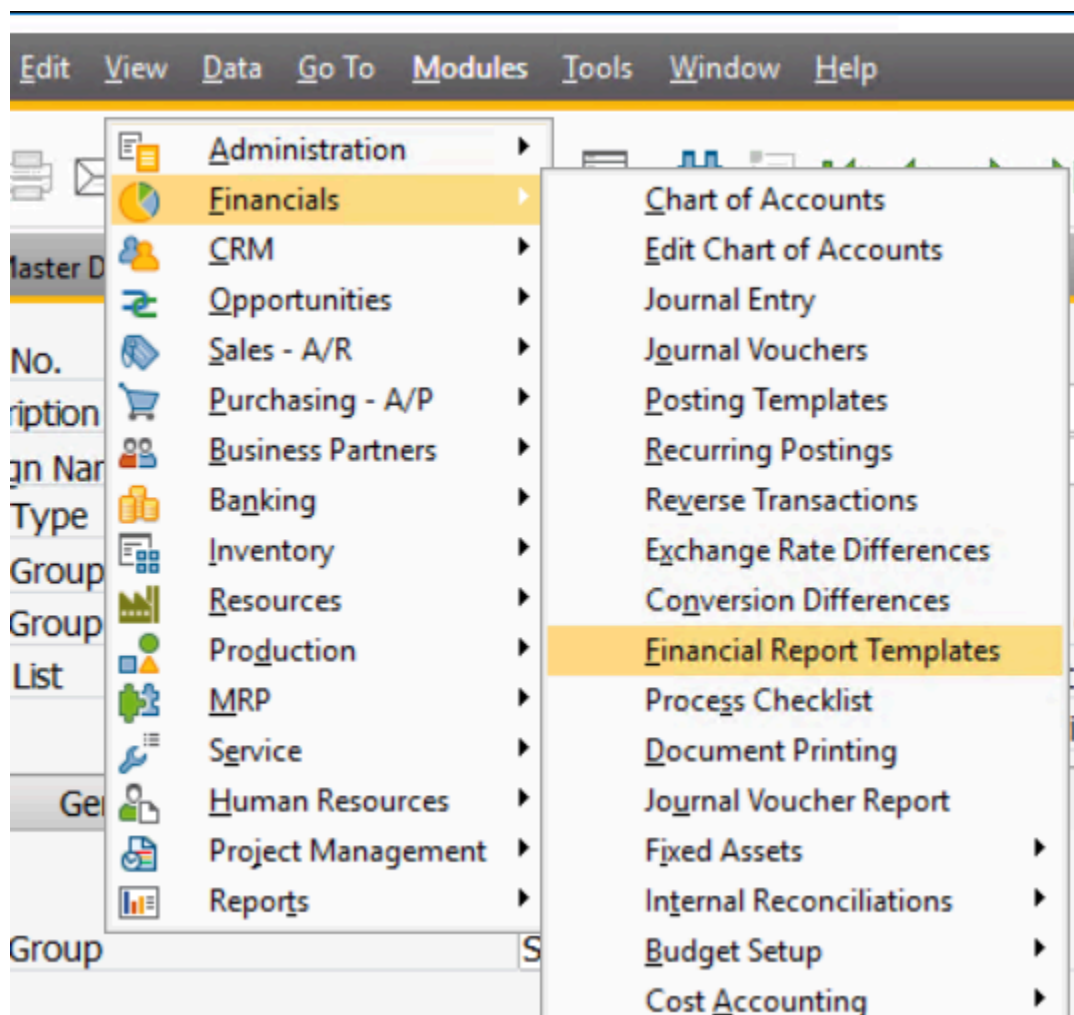 Edit View Data Go To Modules Tools Window Help
Administration
Financials
CRM
Opportunities
Sales - A/R
Purchasing - A/P
Business Partners
Banking
Inventory
Resources
Production
MRP
Service
Human Resources
Project Management
Reports
Chart of Accounts
Edit Chart of Accounts
Journal Entry
Journal Vouchers
Posting Templates
Recurring Postings
Reverse Transactions
Exchange Rate Differences
Conversion Differences
Financial Report Templates
Process Checklist
Document Printing
Journal Voucher Report
Fixed Assets
Internal Reconciliations
Budget Setup
Cost Accounting
No.
Type
Group
Group
List
Group